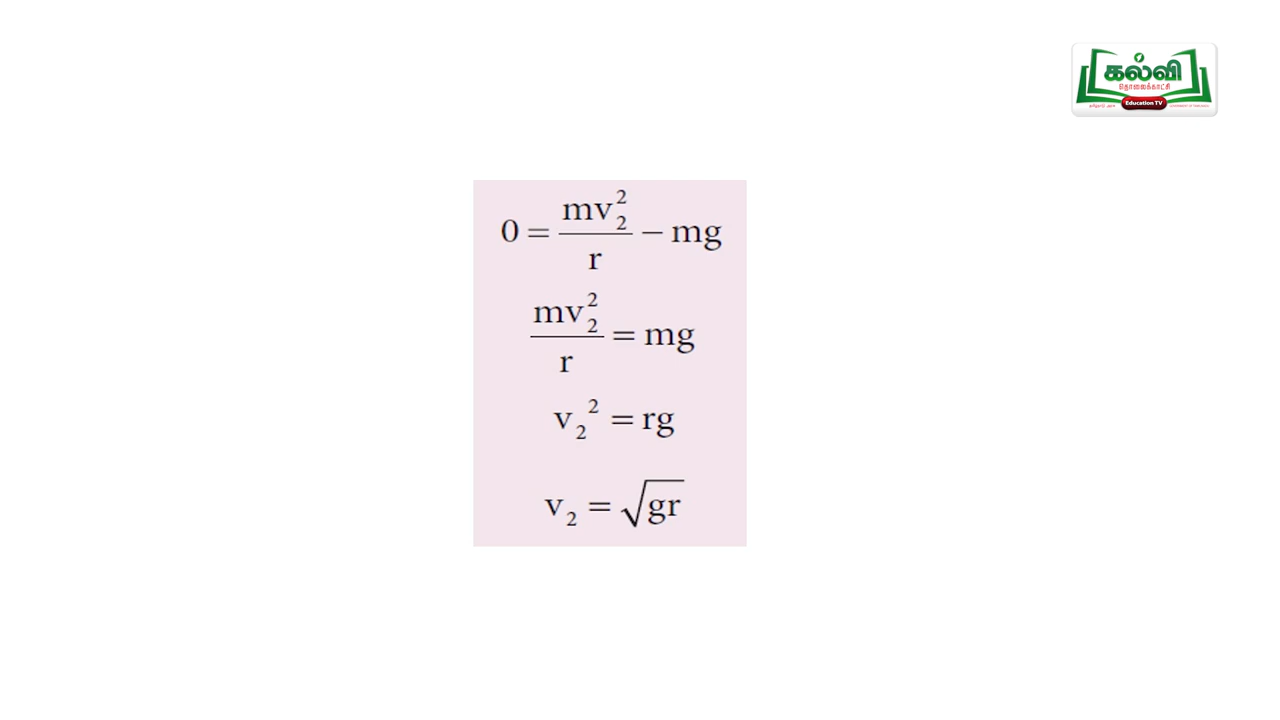 கல்வி
தொலைக்காட்சி
Education TV
0 = mv₂²/r − mg
mv₂²/r = mg
v₂² = rg
v₂ = √gr